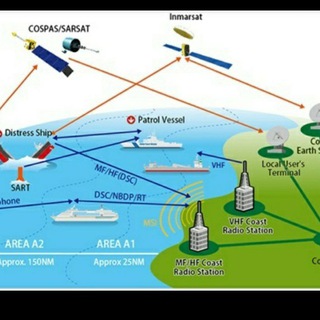 COSPAS/SARSAT
Inmarsat
Patrol Vessel
Distress Ship
Co
Earth S
Local User's
Terminal
MF/HF(DSC)
VHF
SART
phone
DSC/NBDP/RT
MSI
VHF Coast
Radio Station
AREA A2
AREA A1
Approx. 150NM
Approx. 25NM
MF/HF Coast
Radio Station
Co